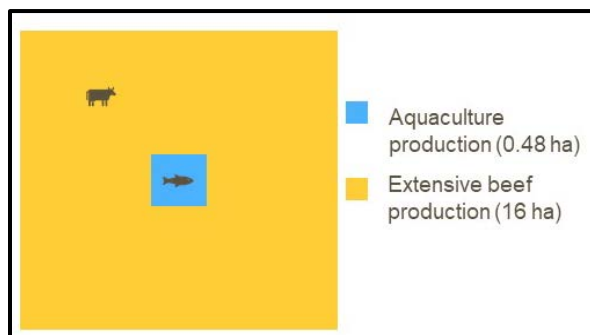 Aquaculture
production (0.48 ha)
Extensive beef
production (16 ha)